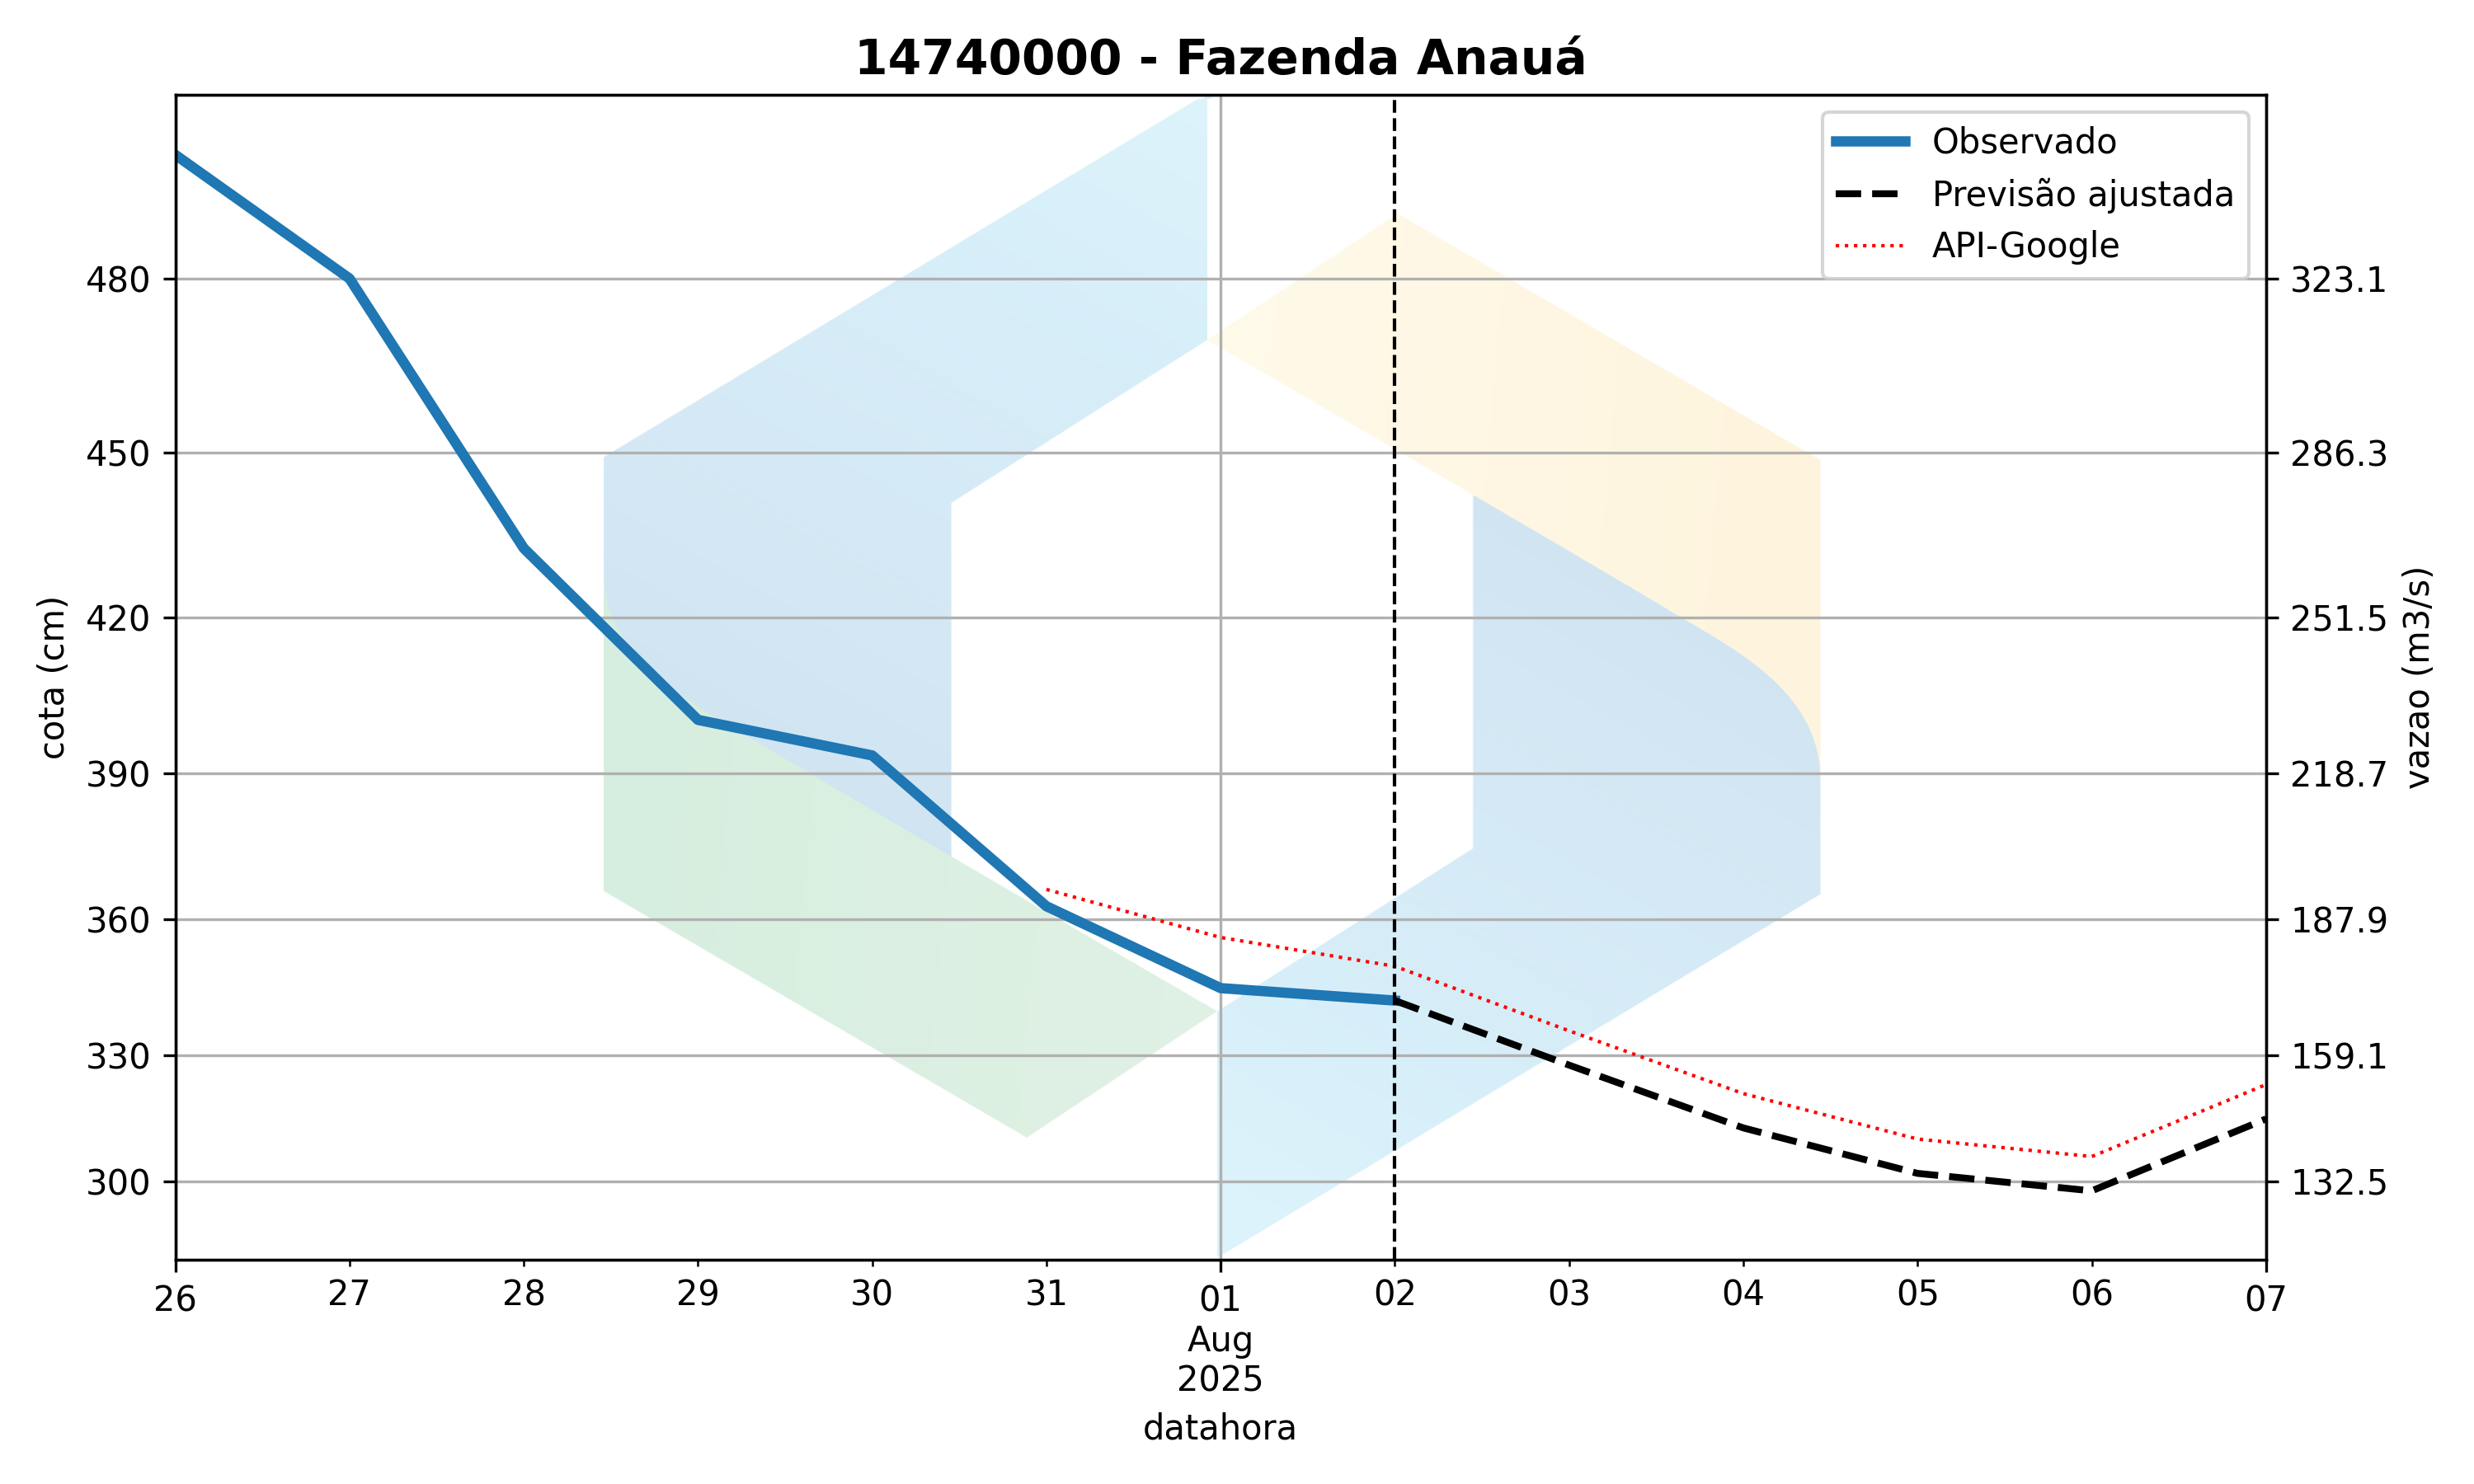 14740000 - Fazenda Anauá
Observado
Previsão ajustada
API-Google
480
450
420
390
360
330
300
cota (cm)
323.1
286.3
251.5
218.7
187.9
159.1
132.5
vazao (m3/s)
26 27 28 29 30 31 01 02 03 04 05 06 07
Aug
2025
datahora